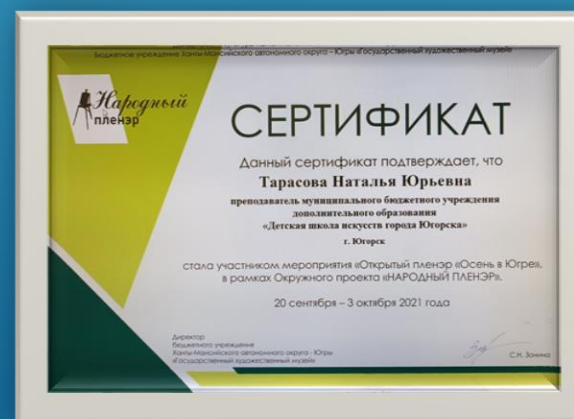 Бюджетное учреждение Ханты-Мансийского автономного округа – Югры «Государственный художественный музей»
Народный
пленэр
СЕРТИФИКАТ
Данный сертификат подтверждает, что
Тарасова Наталья Юрьевна
преподаватель муниципального бюджетного учреждения
дополнительного образования
«Детская школа искусств города Югорска»
г. Югорск
стала участником мероприятия «Открытый пленэр «Осень в Югре»,
в рамках Окружного проекта «НАРОДНЫЙ ПЛЕНЭР».
20 сентября – 3 октября 2021 года
Директор
бюджетного учреждения
Ханты-Мансийского автономного округа - Югры
«Государственный художественный музей»
С.Н. Зонина